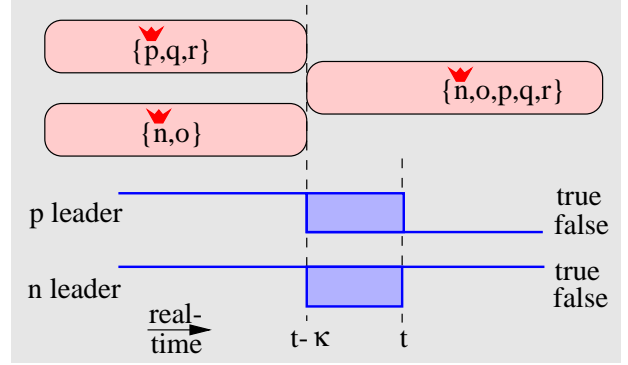 {p,q,r}
{n,o,p,q,r}
{n,o}
p leader
true
false
n leader
true
false
real-
time
t- κ
t